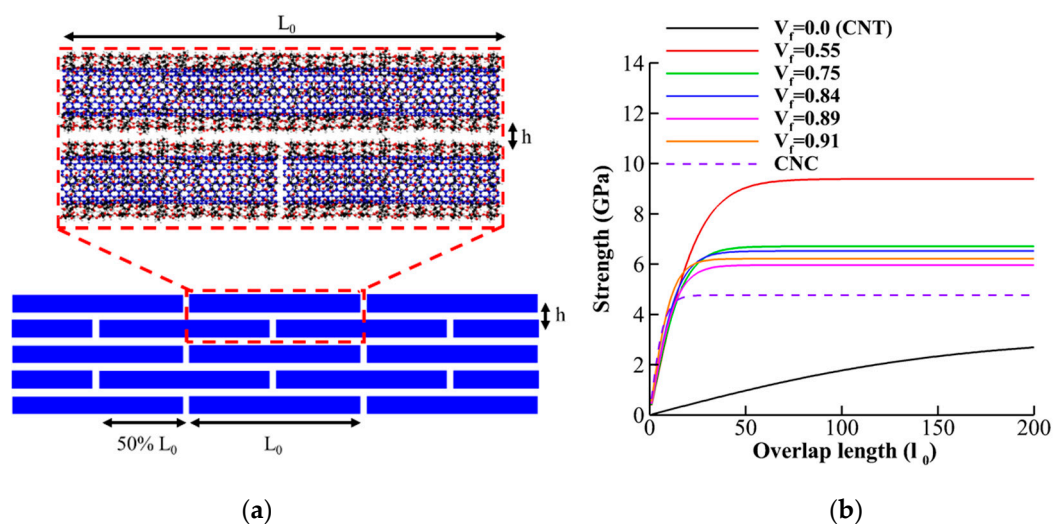 L₀
h
h
50% L₀
L₀
(a)
V_f=0.0 (CNT)
V_f=0.55
V_f=0.75
V_f=0.84
V_f=0.89
V_f=0.91
CNC
14
12
10
8
6
4
2
0
Strength (GPa)
0
50
100
150
200
Overlap length (l₀)
(b)